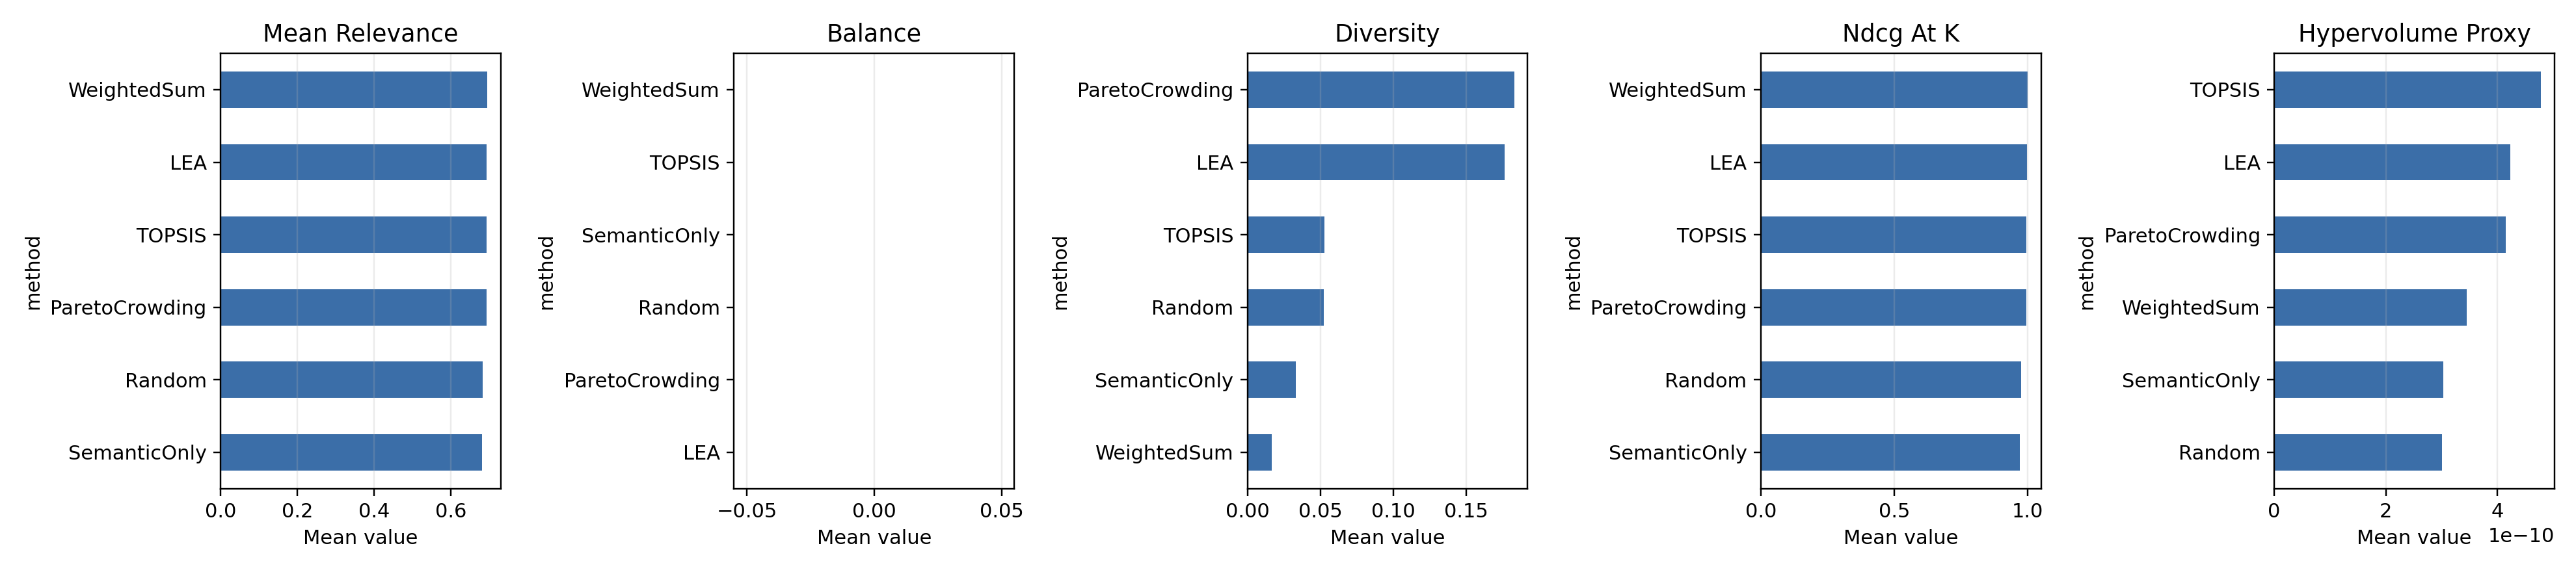 Mean Relevance
WeightedSum
LEA
TOPSIS
ParetoCrowding
Random
SemanticOnly
method
0.0 0.2 0.4 0.6
Mean value
Balance
WeightedSum
TOPSIS
SemanticOnly
Random
ParetoCrowding
LEA
method
−0.05 0.00 0.05
Mean value
Diversity
ParetoCrowding
LEA
TOPSIS
Random
SemanticOnly
WeightedSum
method
0.00 0.05 0.10 0.15
Mean value
Ndcg At K
WeightedSum
LEA
TOPSIS
ParetoCrowding
Random
SemanticOnly
method
0.0 0.5 1.0
Mean value
Hypervolume Proxy
TOPSIS
LEA
ParetoCrowding
WeightedSum
SemanticOnly
Random
method
0 2 4
Mean value 1e−10